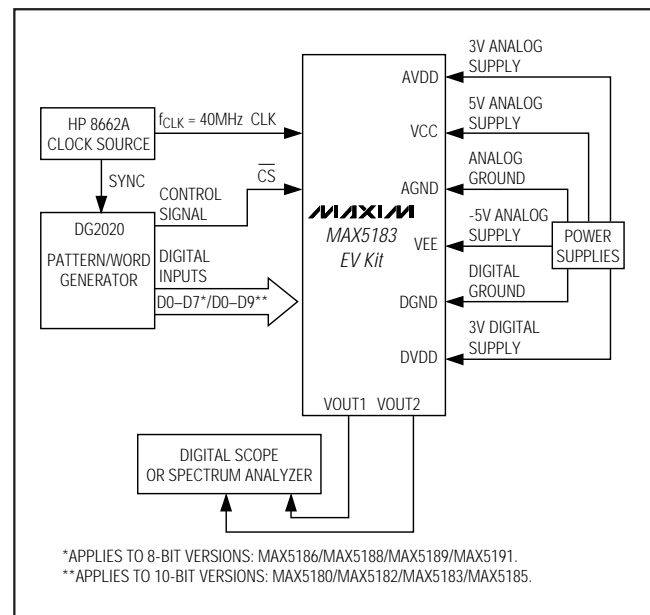 HP 8662A
CLOCK SOURCE
fCLK = 40MHz CLK
SYNC
DG2020
PATTERN/WORD
GENERATOR
CONTROL
SIGNAL
CS
DIGITAL
INPUTS
D0–D7*/D0–D9**
MAXIM
MAX5183
EV Kit
AVDD
VCC
AGND
VEE
DGND
DVDD
VOUT1 VOUT2
3V ANALOG
SUPPLY
5V ANALOG
SUPPLY
ANALOG
GROUND
-5V ANALOG
SUPPLY
DIGITAL
GROUND
3V DIGITAL
SUPPLY
POWER
SUPPLIES
DIGITAL SCOPE
OR SPECTRUM ANALYZER
*APPLIES TO 8-BIT VERSIONS: MAX5186/MAX5188/MAX5189/MAX5191.
**APPLIES TO 10-BIT VERSIONS: MAX5180/MAX5182/MAX5183/MAX5185.